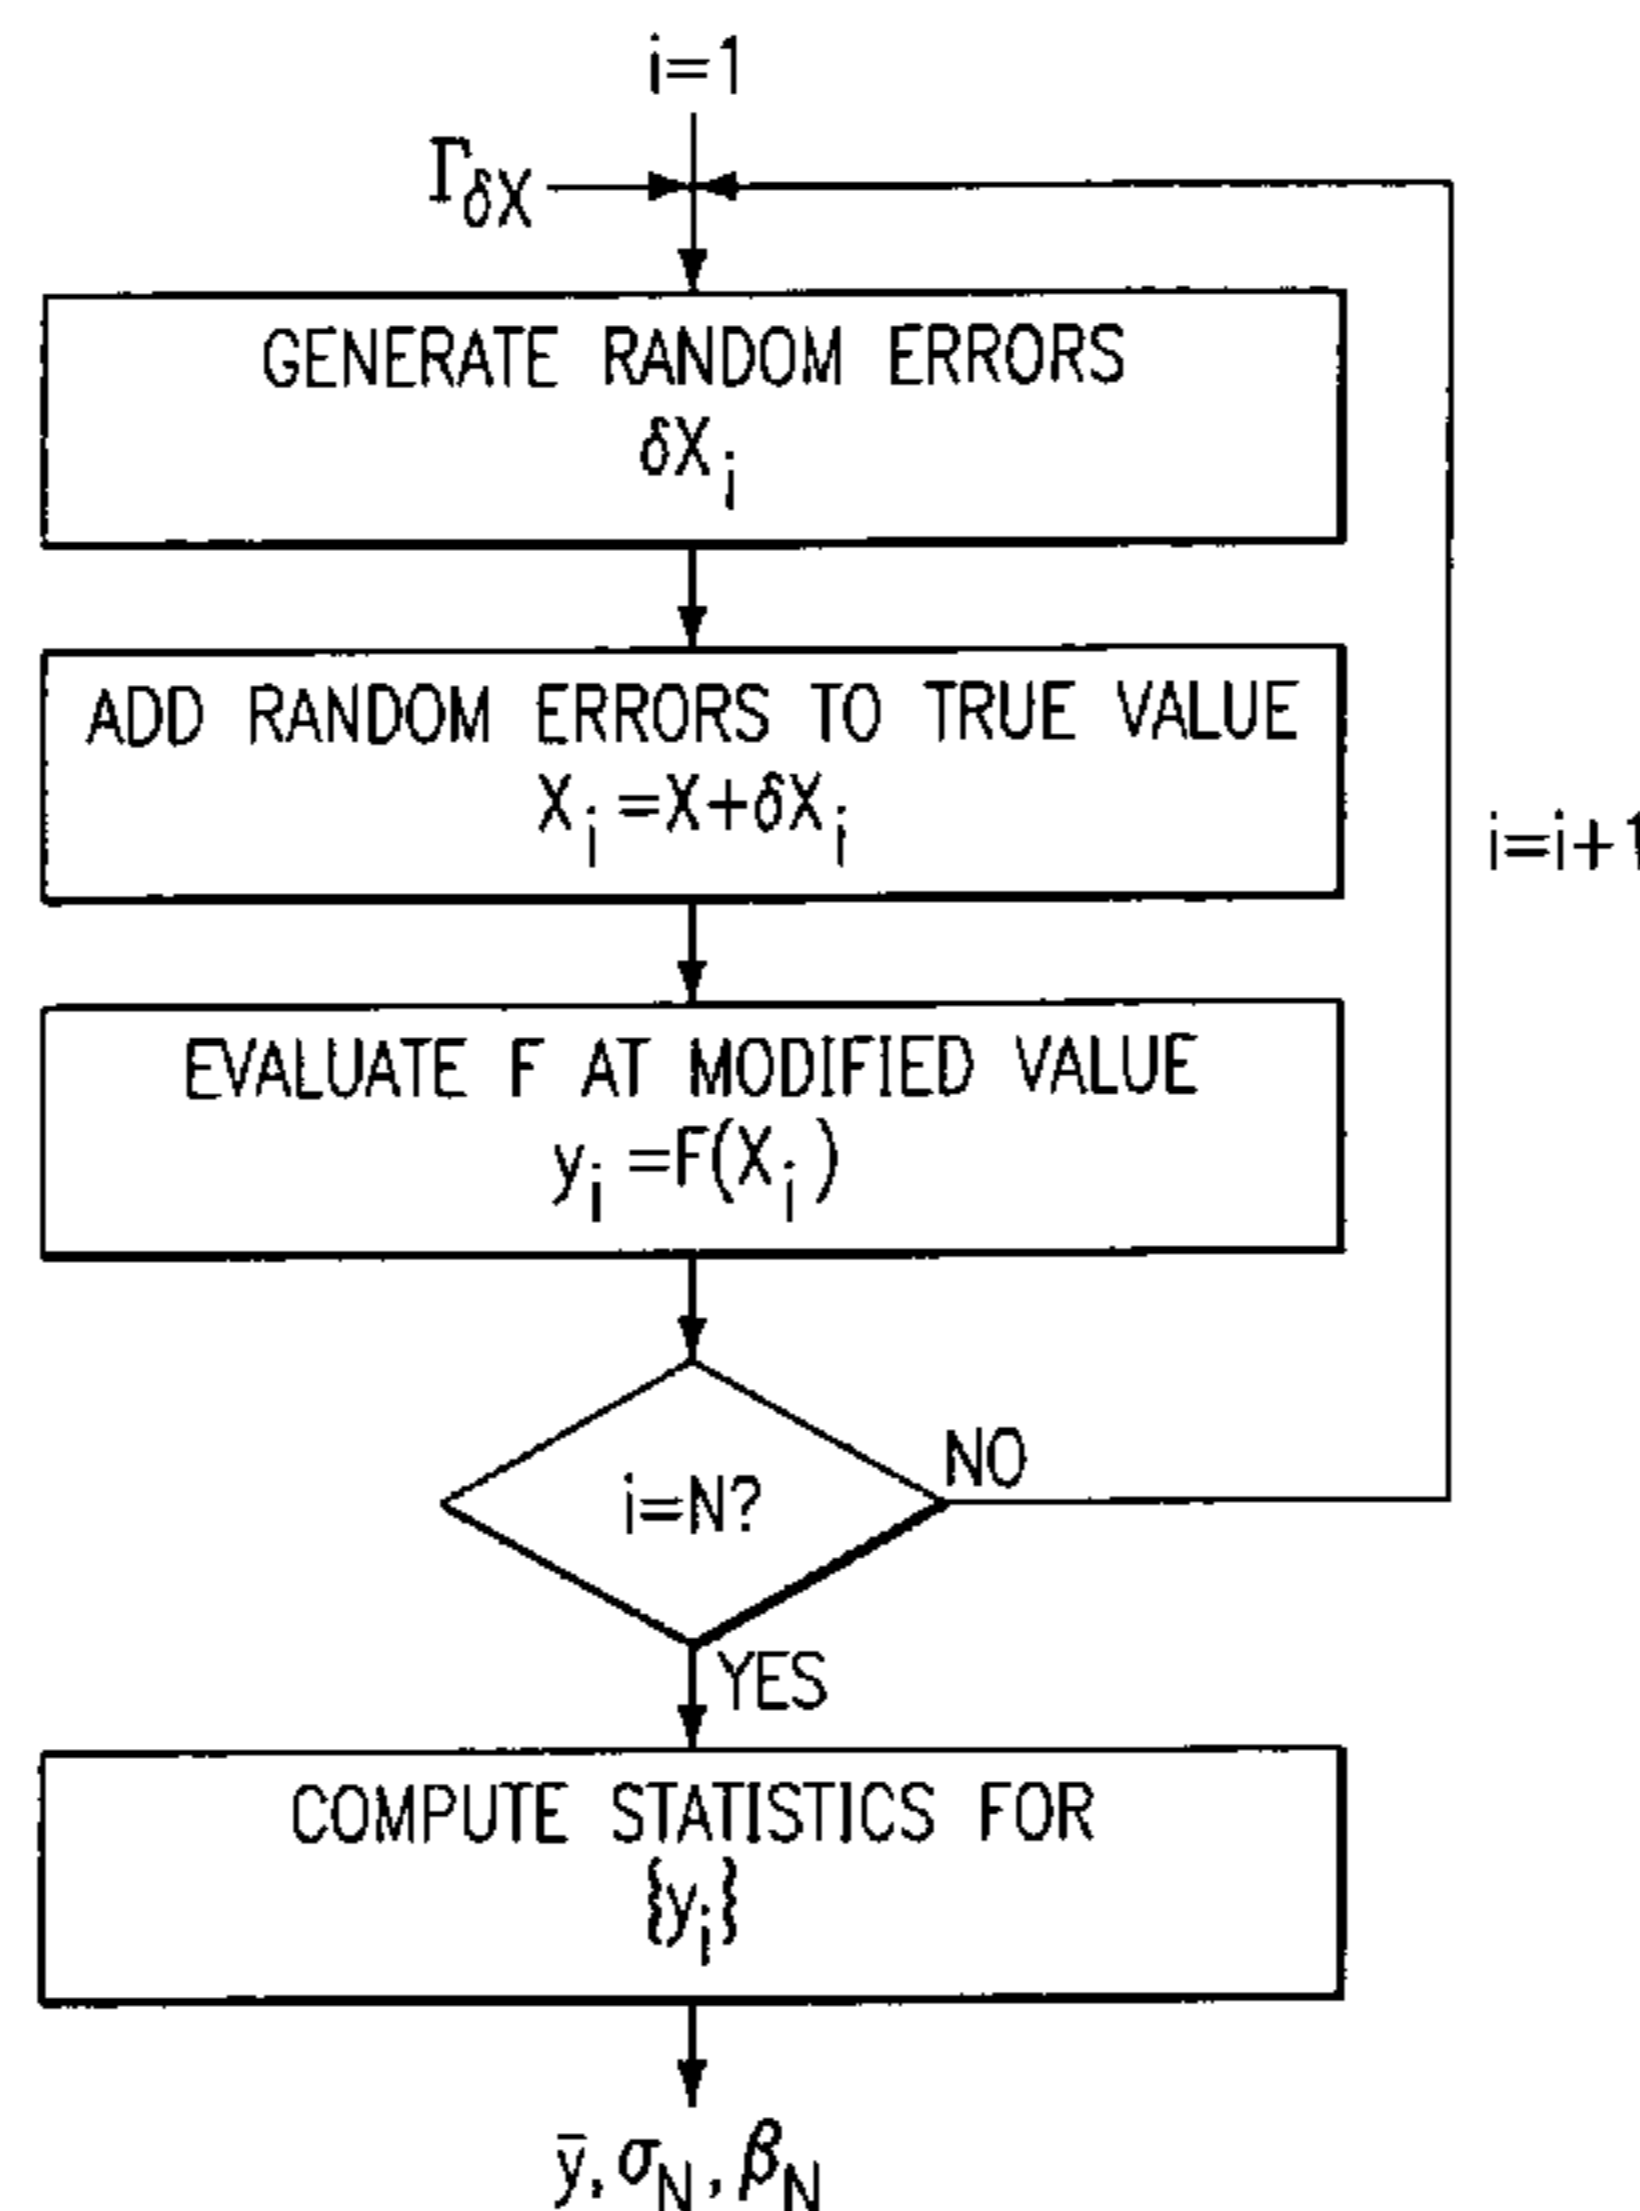 i=1
Γ_δX
GENERATE RANDOM ERRORS
δX_i
ADD RANDOM ERRORS TO TRUE VALUE
X_i=X+δX_i
i=i+1
EVALUATE F AT MODIFIED VALUE
y_i=F(X_i)
i=N?
NO
YES
COMPUTE STATISTICS FOR
{y_i}
ȳ, σ_N, β_N